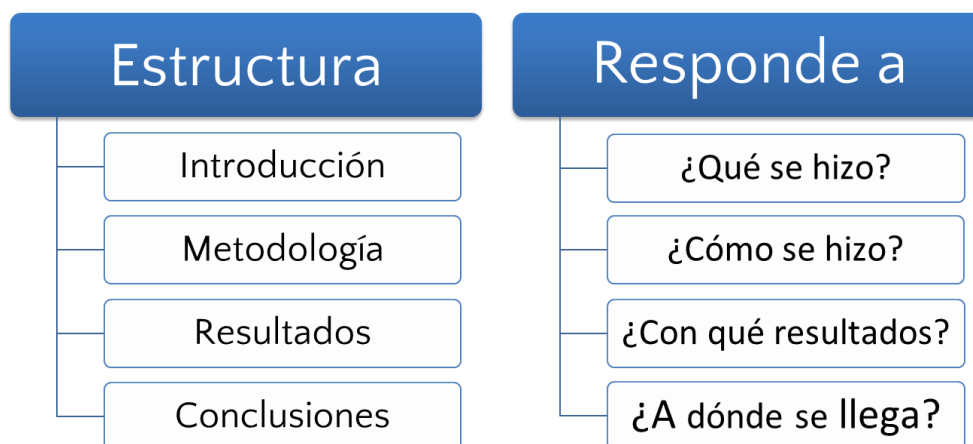 Estructura
Introducción
Metodología
Resultados
Conclusiones
Responde a
¿Qué se hizo?
¿Cómo se hizo?
¿Con qué resultados?
¿A dónde se llega?